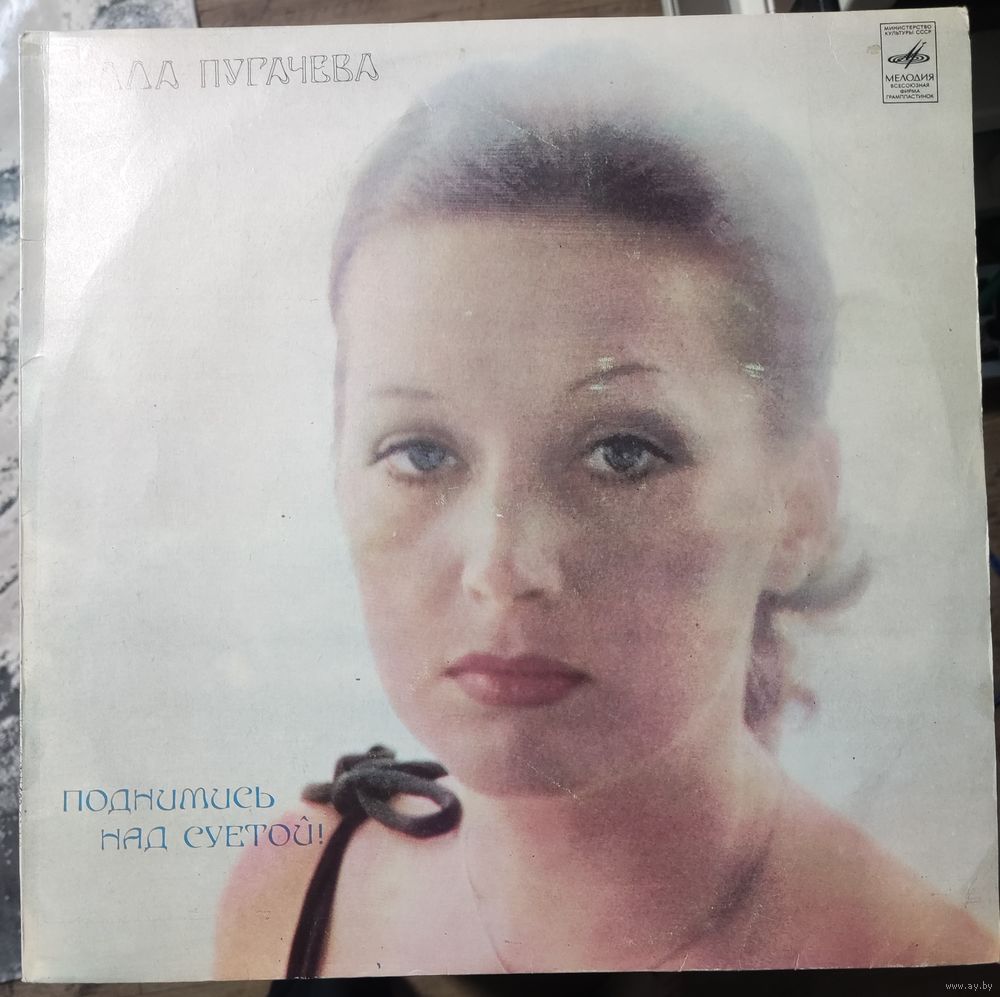 АЛЛА ПУГАЧЕВА
МИНИСТЕРСТВО
КУЛЬТУРЫ СССР
МЕЛОДИЯ
ВСЕСОЮЗНАЯ
ФИРМА
ГРАМПЛАСТИНОК
ПОДНИМИСЬ
НАД СУЕТОЙ!
www.ay.by